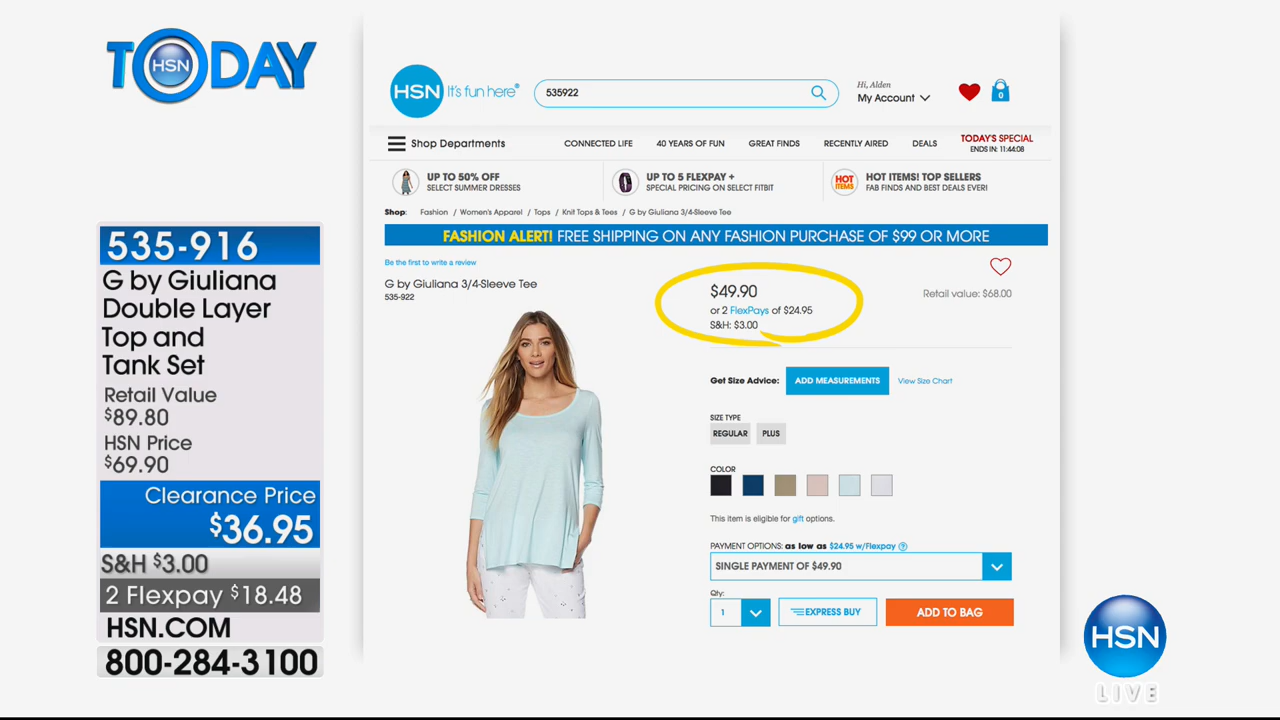 TODAY
HSN
535-916
G by Giuliana
Double Layer
Top and
Tank Set
Retail Value
$89.80
HSN Price
$69.90
Clearance Price
$36.95
S&H $3.00
2 Flexpay $18.48
HSN.COM
800-284-3100
HSN It's fun here®
535922
Hi, Alden
My Account
0
Shop Departments
CONNECTED LIFE
40 YEARS OF FUN
GREAT FINDS
RECENTLY AIRED
DEALS
TODAY'S SPECIAL
ENDS IN: 11:44:08
UP TO 50% OFF
SELECT SUMMER DRESSES
UP TO 5 FLEXPAY +
SPECIAL PRICING ON SELECT FITBIT
HOT ITEMS
HOT ITEMS! TOP SELLERS
FAB FINDS AND BEST DEALS EVER!
Shop: Fashion / Women's Apparel / Tops / Knit Tops & Tees / G by Giuliana 3/4-Sleeve Tee
FASHION ALERT! FREE SHIPPING ON ANY FASHION PURCHASE OF $99 OR MORE
Be the first to write a review
G by Giuliana 3/4-Sleeve Tee
535-922
$49.90
or 2 FlexPays of $24.95
S&H: $3.00
Retail value: $68.00
Get Size Advice: ADD MEASUREMENTS View Size Chart
SIZE TYPE
REGULAR PLUS
COLOR
This item is eligible for gift options.
PAYMENT OPTIONS: as low as $24.95 w/Flexpay ?
SINGLE PAYMENT OF $49.90
Qty:
1
EXPRESS BUY
ADD TO BAG
HSN
LIVE